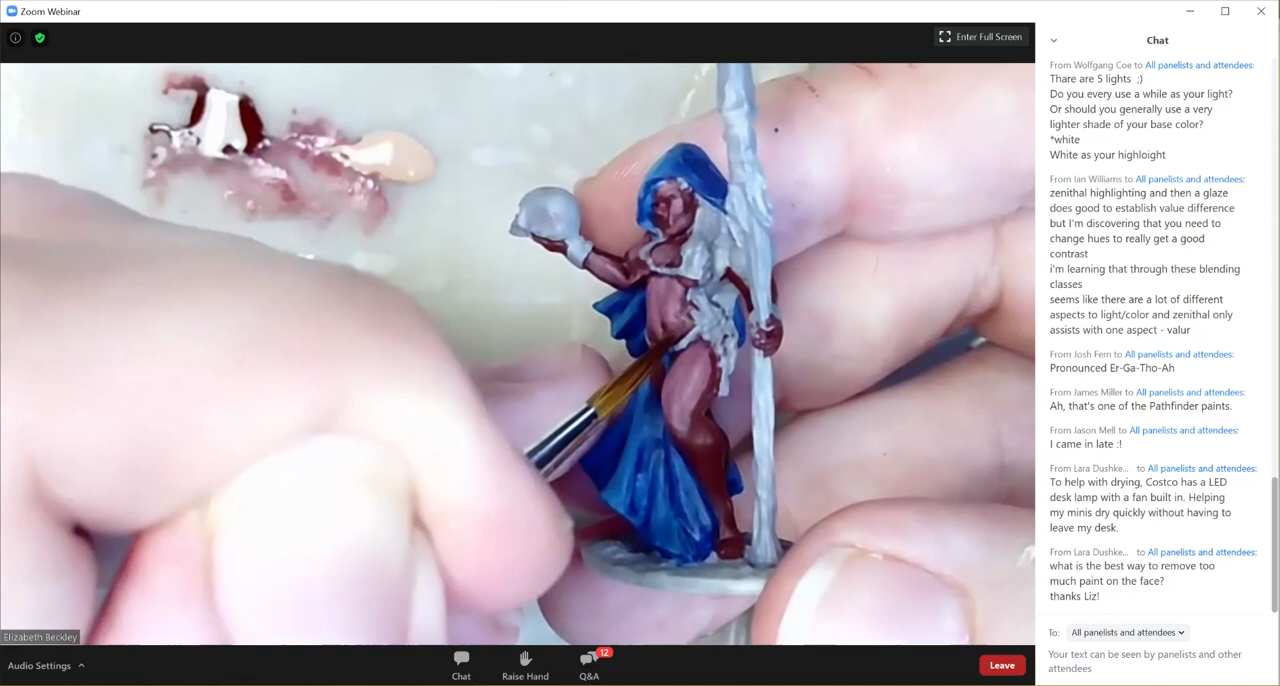 Zoom Webinar
Enter Full Screen
Elizabeth Beckley
Audio Settings
Chat
Raise Hand
12
Q&A
Leave
Chat
From Wolfgang Coe to All panelists and attendees:
Thare are 5 lights ;)
Do you every use a while as your light?
Or should you generally use a very
lighter shade of your base color?
*white
White as your highloight
From Ian Williams to All panelists and attendees:
zenithal highlighting and then a glaze
does good to establish value difference
but I'm discovering that you need to
change hues to really get a good
contrast
i'm learning that through these blending
classes
seems like there are a lot of different
aspects to light/color and zenithal only
assists with one aspect - valur
From Josh Fem to All panelists and attendees:
Pronounced Er-Ga-Tho-Ah
From James Miller to All panelists and attendees:
Ah, that's one of the Pathfinder paints.
From Jason Mell to All panelists and attendees:
I came in late :!
From Lara Dushke... to All panelists and attendees:
To help with drying, Costco has a LED
desk lamp with a fan built in. Helping
my minis dry quickly without having to
leave my desk.
From Lara Dushke... to All panelists and attendees:
what is the best way to remove too
much paint on the face?
thanks Liz!
To: All panelists and attendees
Your text can be seen by panelists and other
attendees